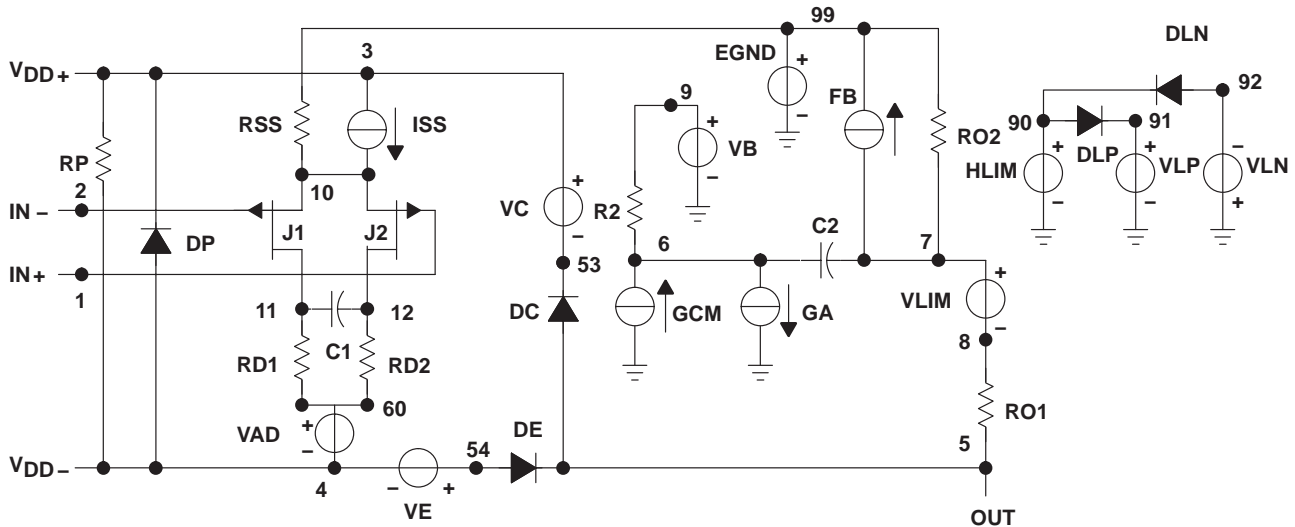 99
DLN
3
EGND
+
VDD+
92
9
FB
+
RSS
ISS
90
91
–
+
–
RP
VB
RO2
+
DLP
+
–
2
10
+
HLIM
VLP
VLN
IN –
R2
–
–
+
J1
J2
VC
C2
DP
–
6
7
IN+
53
+
1
GCM
GA
VLIM
11
12
DC
–
C1
8
RD1
RD2
60
RO1
VAD
+
–
DE
54
5
VDD–
4
–
+
VE
OUT